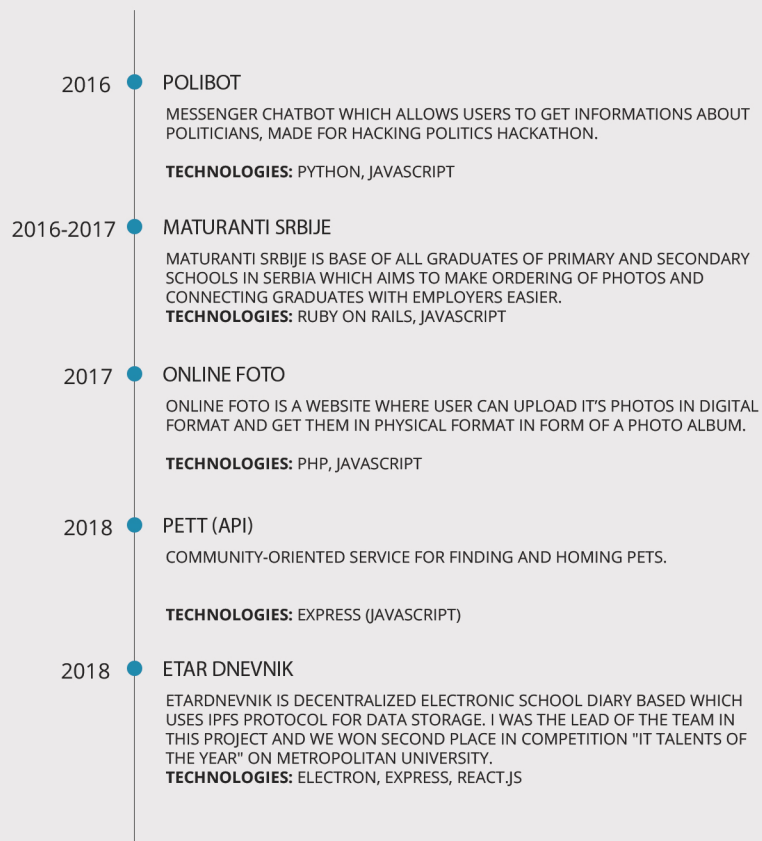 2016
POLIBOT
MESSENGER CHATBOT WHICH ALLOWS USERS TO GET INFORMATIONS ABOUT
POLITICIANS, MADE FOR HACKING POLITICS HACKATHON.
TECHNOLOGIES: PYTHON, JAVASCRIPT
2016-2017
MATURANTI SRBIJE
MATURANTI SRBIJE IS BASE OF ALL GRADUATES OF PRIMARY AND SECONDARY
SCHOOLS IN SERBIA WHICH AIMS TO MAKE ORDERING OF PHOTOS AND
CONNECTING GRADUATES WITH EMPLOYERS EASIER.
TECHNOLOGIES: RUBY ON RAILS, JAVASCRIPT
2017
ONLINE FOTO
ONLINE FOTO IS A WEBSITE WHERE USER CAN UPLOAD IT'S PHOTOS IN DIGITAL
FORMAT AND GET THEM IN PHYSICAL FORMAT IN FORM OF A PHOTO ALBUM.
TECHNOLOGIES: PHP, JAVASCRIPT
2018
PETT (API)
COMMUNITY-ORIENTED SERVICE FOR FINDING AND HOMING PETS.
TECHNOLOGIES: EXPRESS (JAVASCRIPT)
2018
ETAR DNEVNIK
ETARDNEVNIK IS DECENTRALIZED ELECTRONIC SCHOOL DIARY BASED WHICH
USES IPFS PROTOCOL FOR DATA STORAGE. I WAS THE LEAD OF THE TEAM IN
THIS PROJECT AND WE WON SECOND PLACE IN COMPETITION "IT TALENTS OF
THE YEAR" ON METROPOLITAN UNIVERSITY.
TECHNOLOGIES: ELECTRON, EXPRESS, REACT.JS